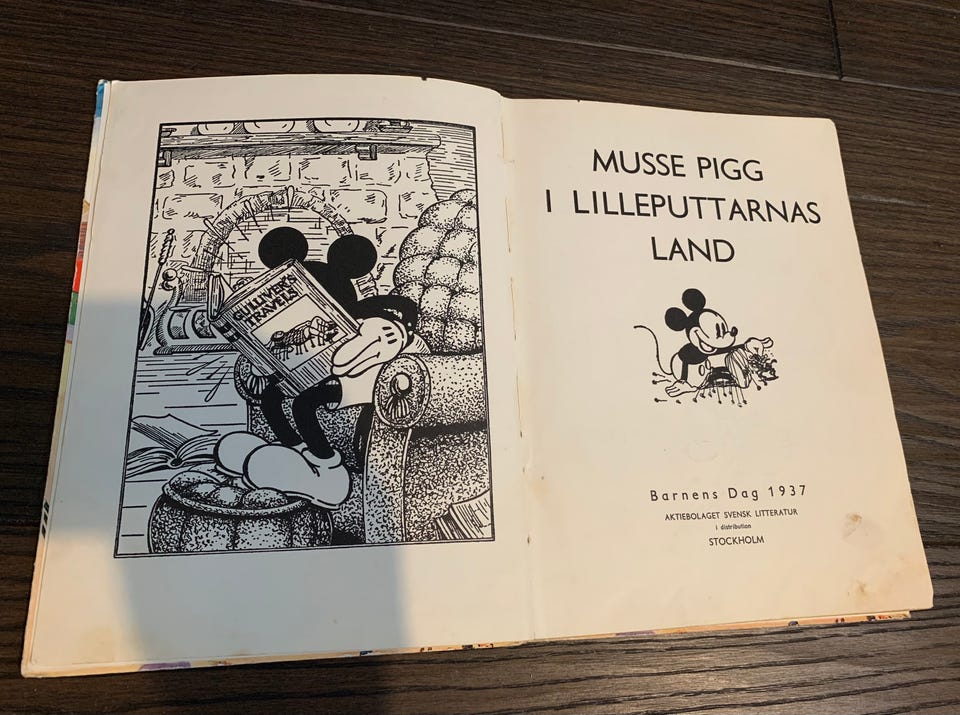 GULLIVER'S
TRAVELS
MUSSE PIGG
I LILLEPUTTARNAS
LAND
Barnens Dag 1937
AKTIEBOLAGET SVENSK LITTERATUR
i distribution
STOCKHOLM